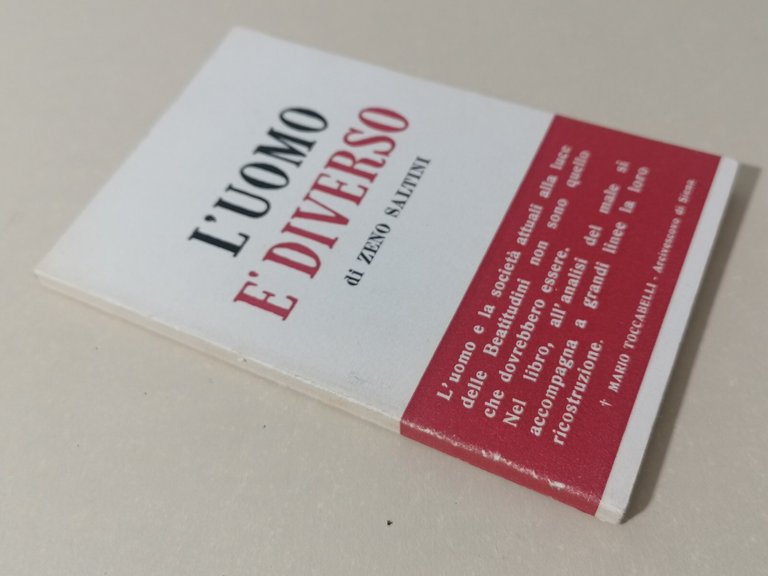 L'UOMO
E' DIVERSO
di ZENO SALTINI
L'uomo e la società attuali alla luce
delle Beatitudini non sono quello
che dovrebbero essere.
Nel libro, all'analisi del male si
accompagna a grandi linee la loro
ricostruzione.
† MARIO TOCCABELLI - Arcivescovo di Siena